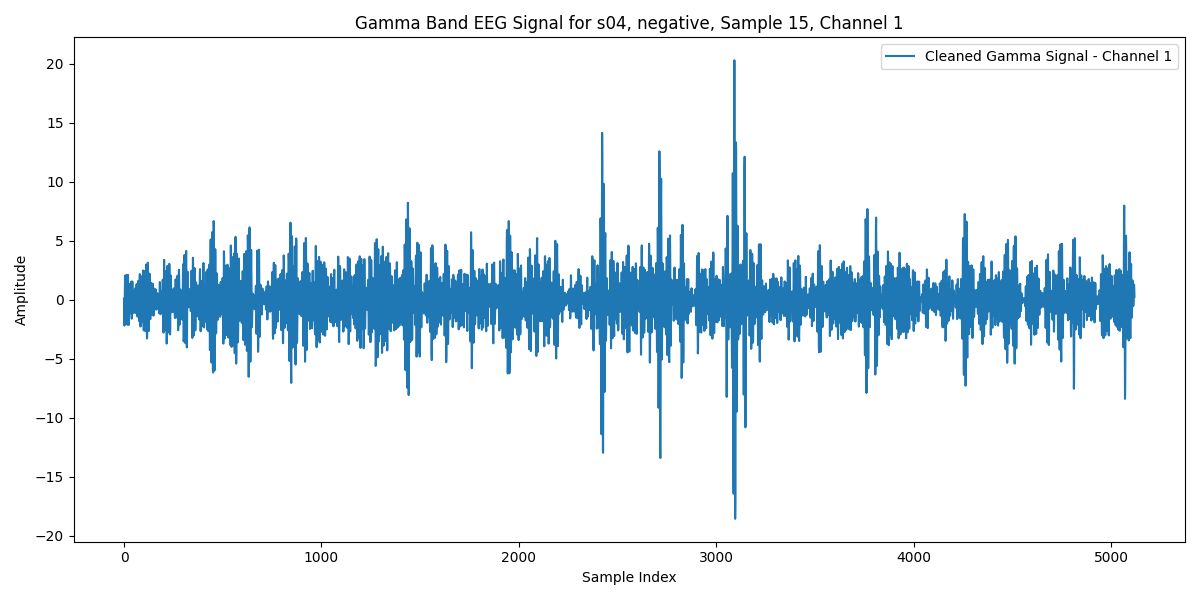 Gamma Band EEG Signal for s04, negative, Sample 15, Channel 1
Cleaned Gamma Signal - Channel 1
20
15
10
5
0
−5
−10
−15
−20
Amplitude
0 1000 2000 3000 4000 5000
Sample Index